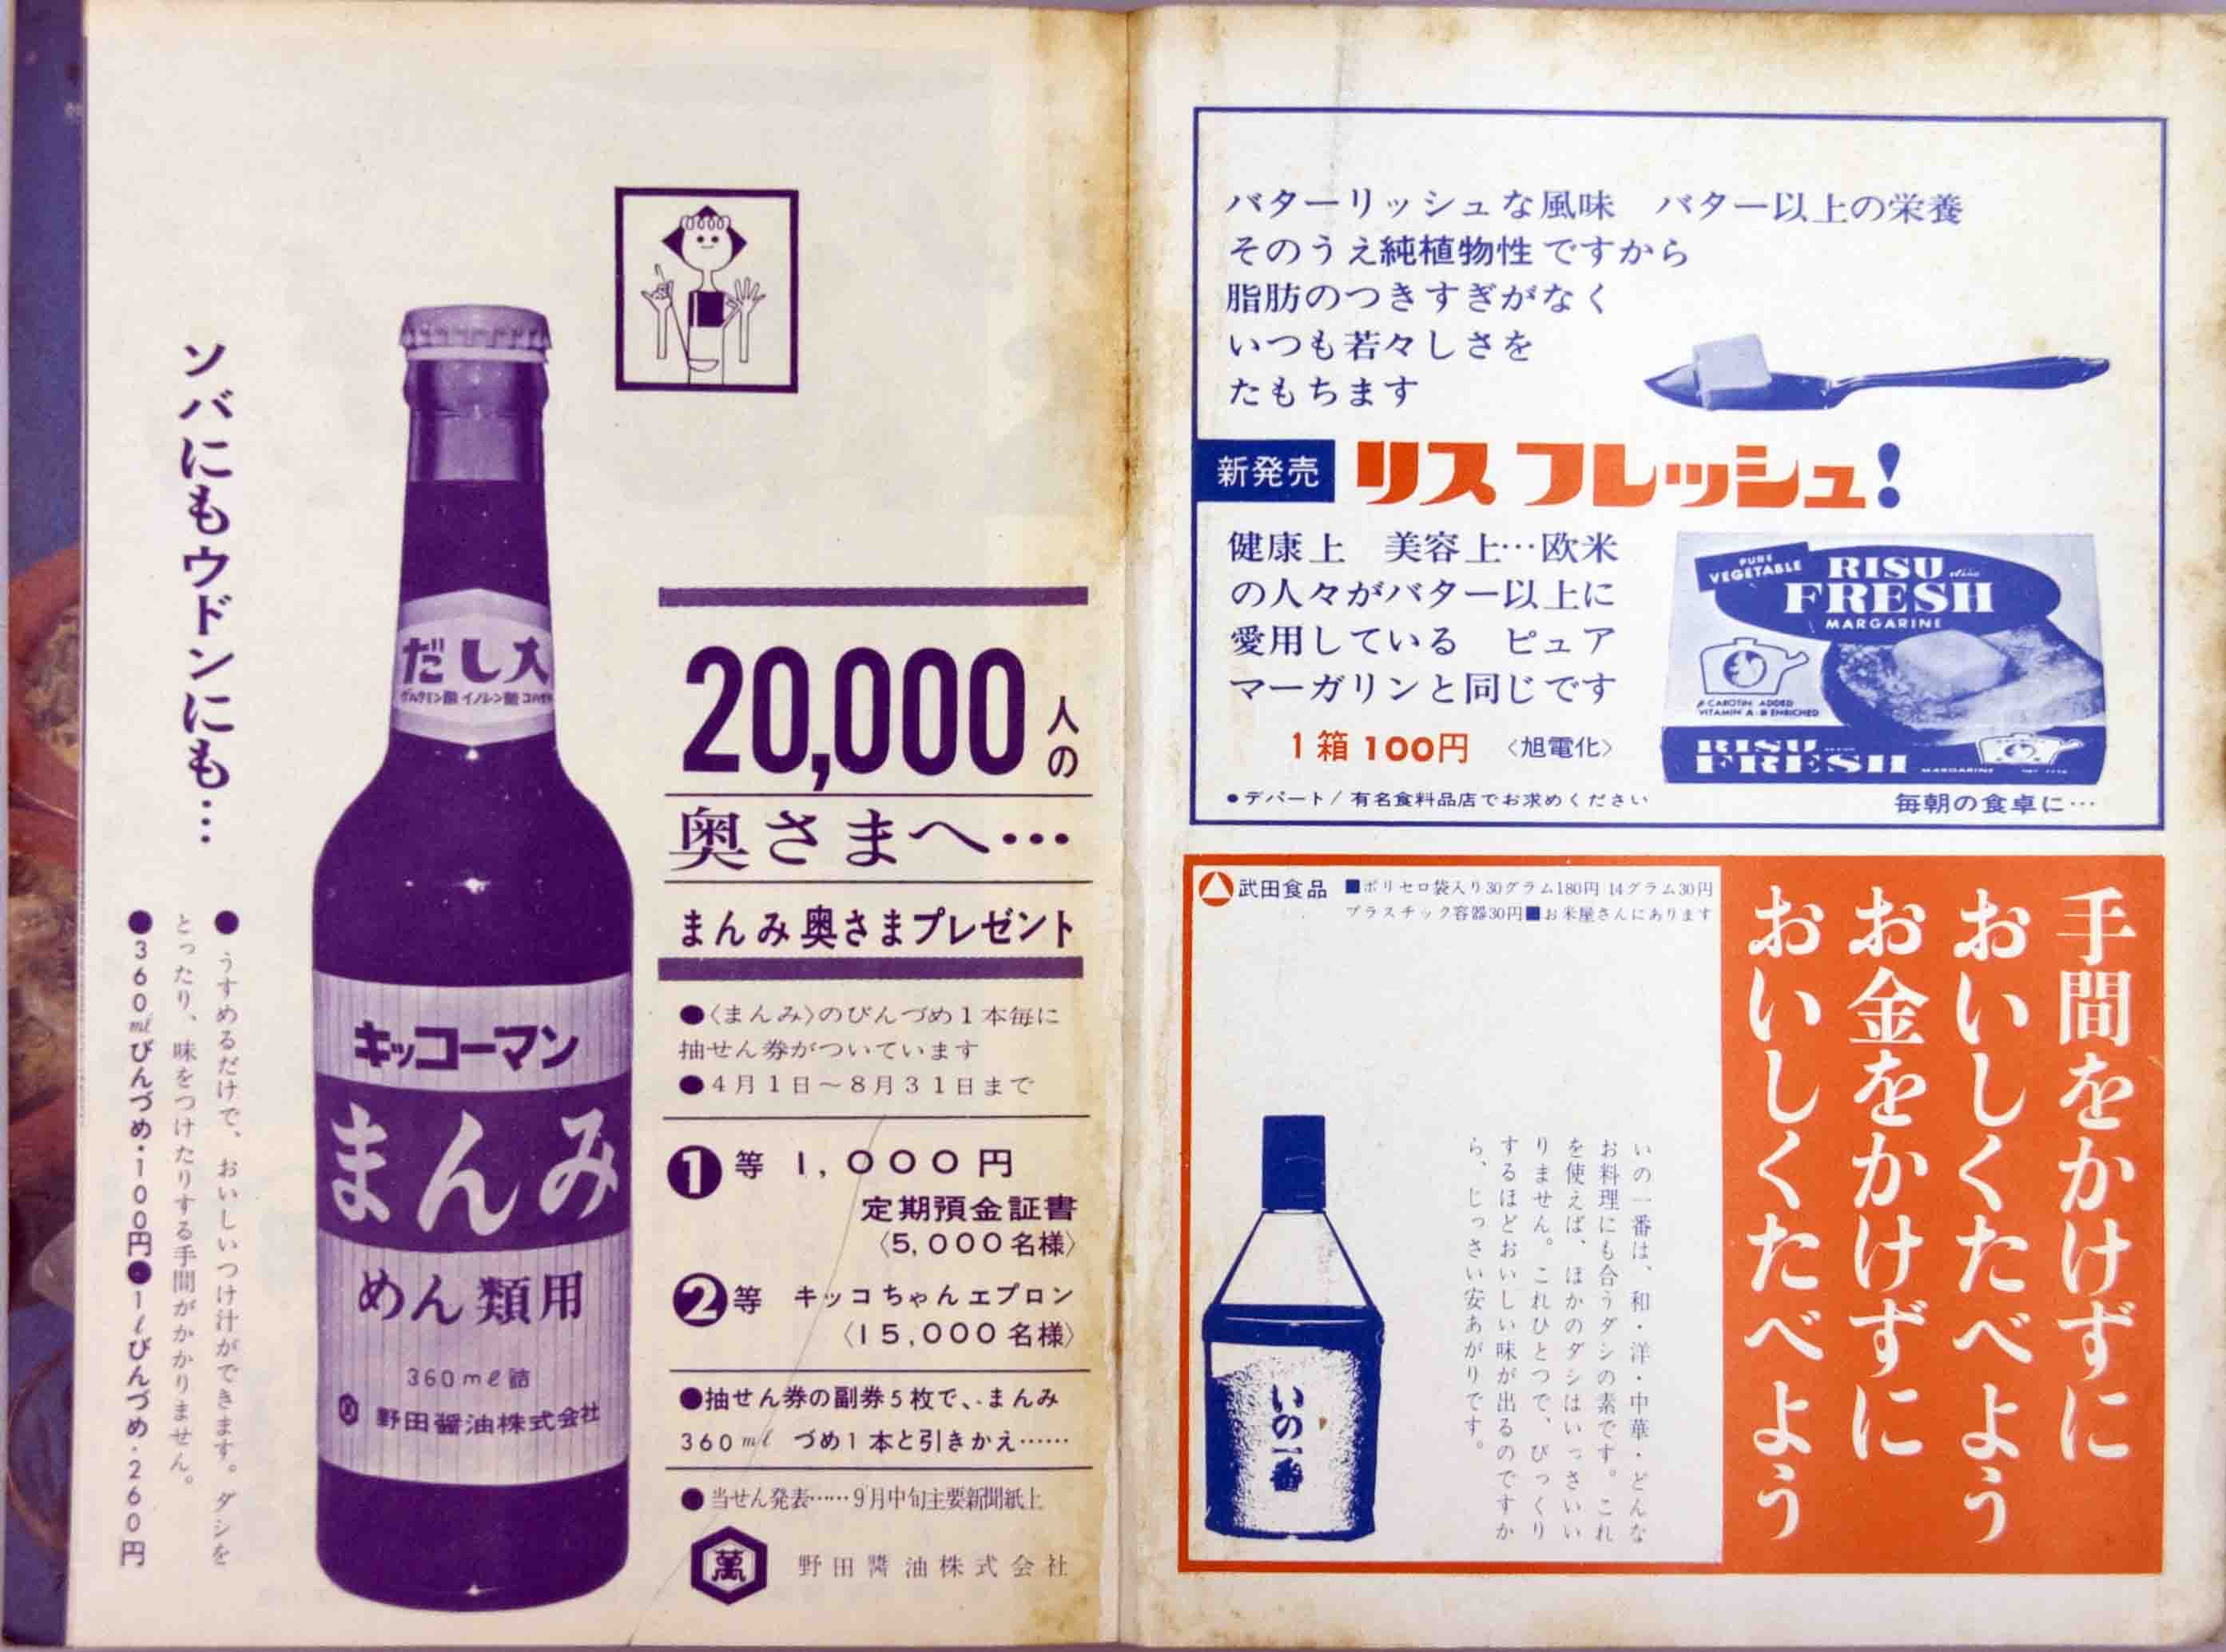 ソバにもウドンにも…
●うすめるだけで、おいしいつけ汁ができます。ダシを
とったり、味をつけたりする手間がかかりません。
●360㎖びんづめ・100円●1ℓびんづめ・260円
だし入
グルタミン酸 イノシン酸
キッコーマン
まんみ
めん類用
360mℓ詰
野田醤油株式会社
20,000人の
奥さまへ…
まんみ奥さまプレゼント
●〈まんみ〉のびんづめ1本毎に
抽せん券がついています
●4月1日～8月31日まで
❶等 1,000円
定期預金証書
〈5,000名様〉
❷等 キッコちゃんエプロン
〈15,000名様〉
●抽せん券の副券5枚で、まんみ
360㎖ づめ1本と引きかえ……
●当せん発表……9月中旬主要新聞紙上
萬
野田醬油株式会社
バターリッシュな風味 バター以上の栄養
そのうえ純植物性ですから
脂肪のつきすぎがなく
いつも若々しさを
たもちます
新発売 リス フレッシュ!
健康上 美容上…欧米
の人々がバター以上に
愛用している ピュア
マーガリンと同じです
1箱 100円 〈旭電化〉
●デパート/有名食料品店でお求めください
PURE
VEGETABLE
RISU
FRESH
MARGARINE
β-CAROTIN ADDED
VITAMIN A·B ENRICHED
RISU
FRESH
MARGARINE
毎朝の食卓に…
手間をかけずに
おいしくたべよう
お金をかけずに
おいしくたべよう
武田食品 ■ポリセロ袋入り30グラム180円 14グラム30円
プラスチック容器30円■お米屋さんにあります
いの一番は、和・洋・中華・どんな
お料理にも合うダシの素です。これ
を使えば、ほかのダシはいっさいい
りません。これひとつで、びっくり
するほどおいしい味が出るのですか
ら、じっさい安あがりです。
いの一番